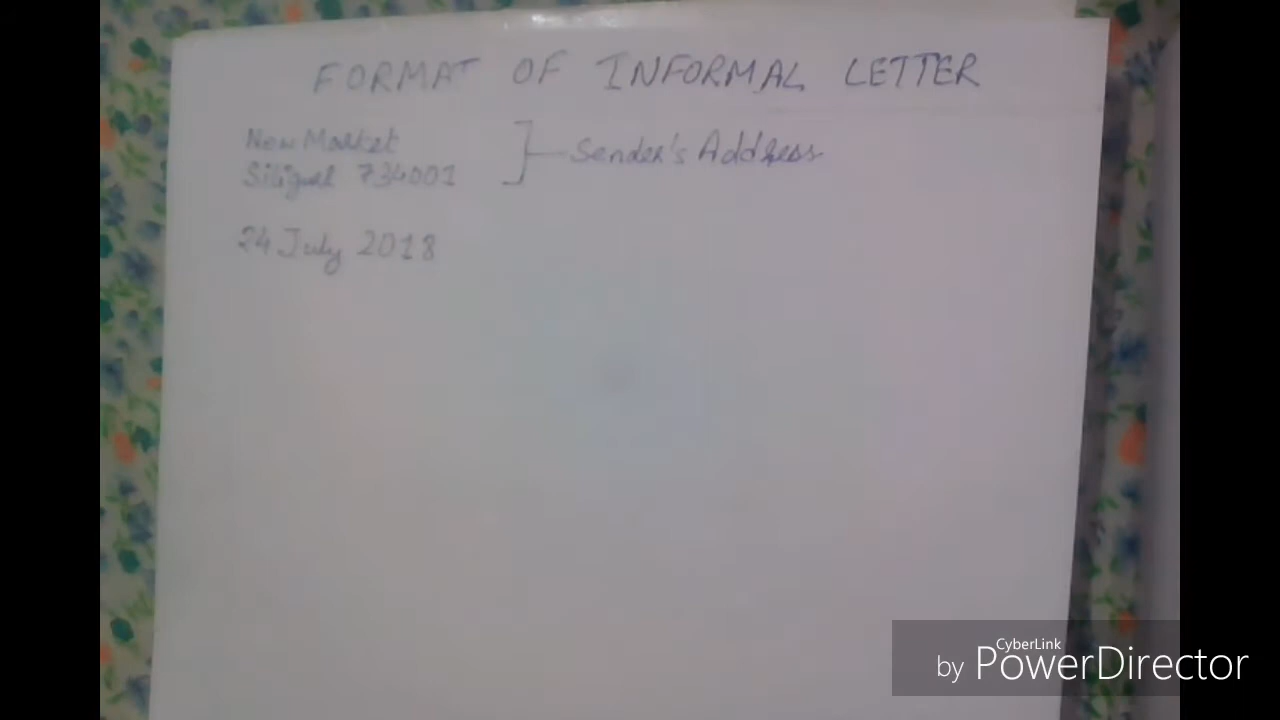 FORMAT OF INFORMAL LETTER
New Market
Siliguri 734001
Sender's Address
24 July 2018
CyberLink
by PowerDirector